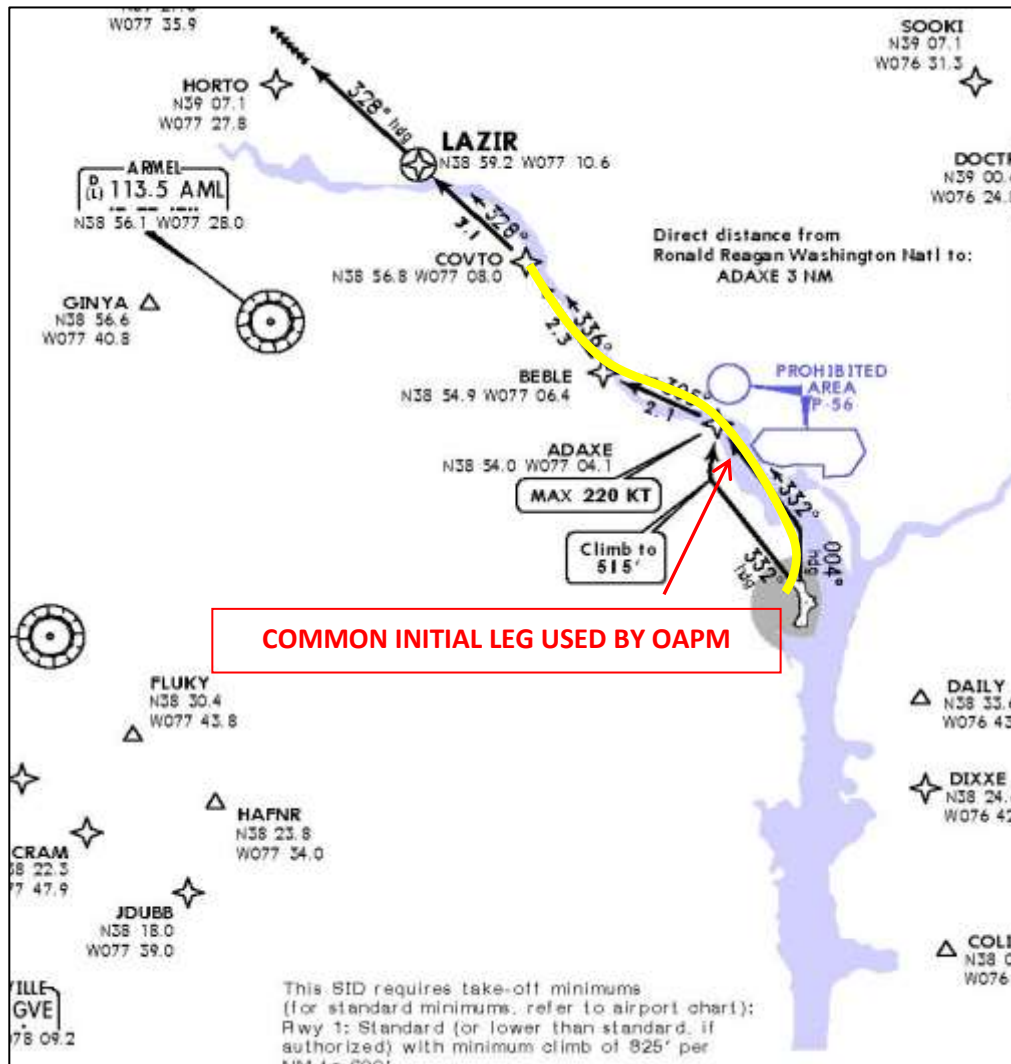 W077 35.9
SOOKI
N39 07.1
W076 31.3
HORTO
N39 07.1
W077 27.8
328° hdg
LAZIR
N38 59.2 W077 10.6
ARMEL
D
(L) 113.5 AML
N38 56.1 W077 28.0
DOCTR
N39 00.
W076 24.
3.1
328°
Direct distance from
Ronald Reagan Washington Natl to:
ADAXE 3 NM
COVTO
N38 56.8 W077 08.0
GINYA
N38 56.6
W077 40.8
2.3
336°
BEBLE
N38 54.9 W077 06.4
PROHIBITED
AREA
P-56
305°
2.1
ADAXE
N38 54.0 W077 04.1
MAX 220 KT
332°
Climb to
515'
332°
hdg
004°
hdg
COMMON INITIAL LEG USED BY OAPM
FLUKY
N38 30.4
W077 43.8
DAILY
N38 33.
W076 43
DIXXE
N38 24.
W076 42
HAFNR
N38 23.8
W077 34.0
CRAM
38 22.3
77 47.9
JDUBB
N38 18.0
W077 39.0
COLI
N38 0
W076
VILLE
GVE
078 09.2
This SID requires take-off minimums
(for standard minimums, refer to airport chart):
Rwy 1: Standard (or lower than standard, if
authorized) with minimum climb of 825' per